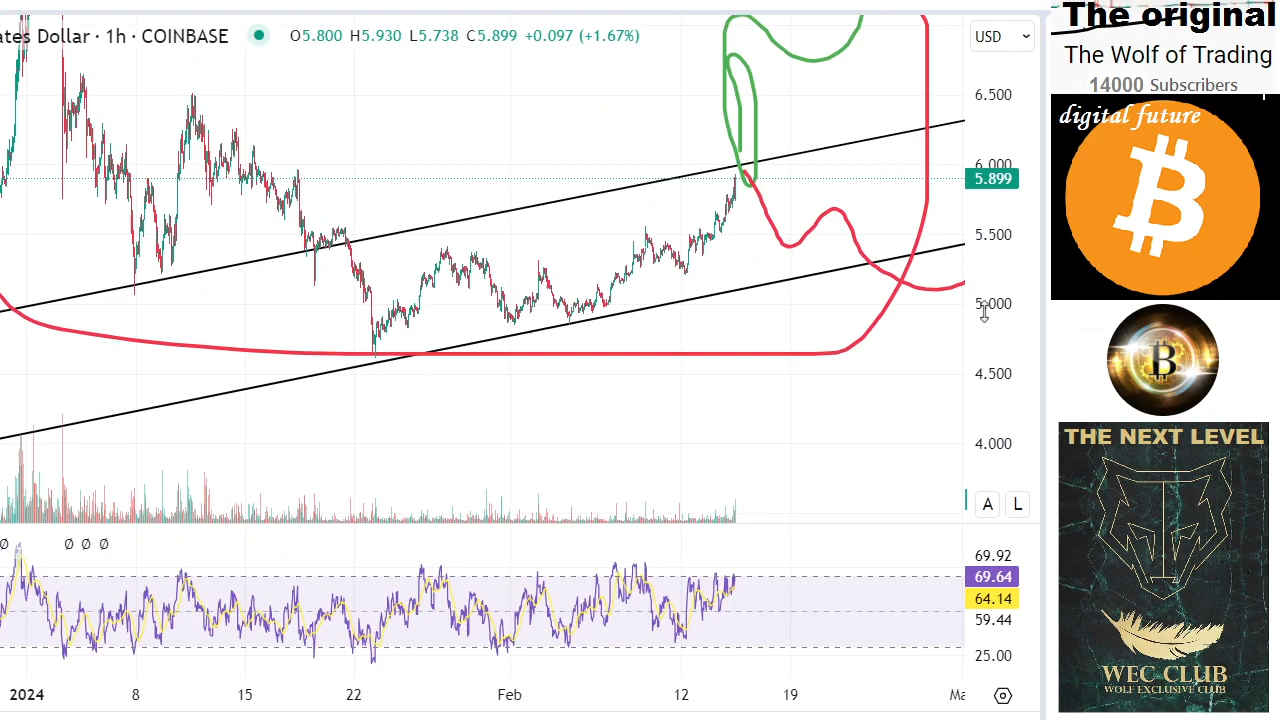 ates Dollar · 1h · COINBASE
O5.800 H5.930 L5.738 C5.899 +0.097 (+1.67%)
USD
6.500
6.000
5.899
5.500
5.000
4.500
4.000
A L
Ø Ø Ø Ø
69.92
69.64
64.14
59.44
25.00
2024 8 15 22 Feb 12 19 Ma
The original
The Wolf of Trading
14000 Subscribers
digital future
THE NEXT LEVEL
WEC CLUB
WOLF EXCLUSIVE CLUB